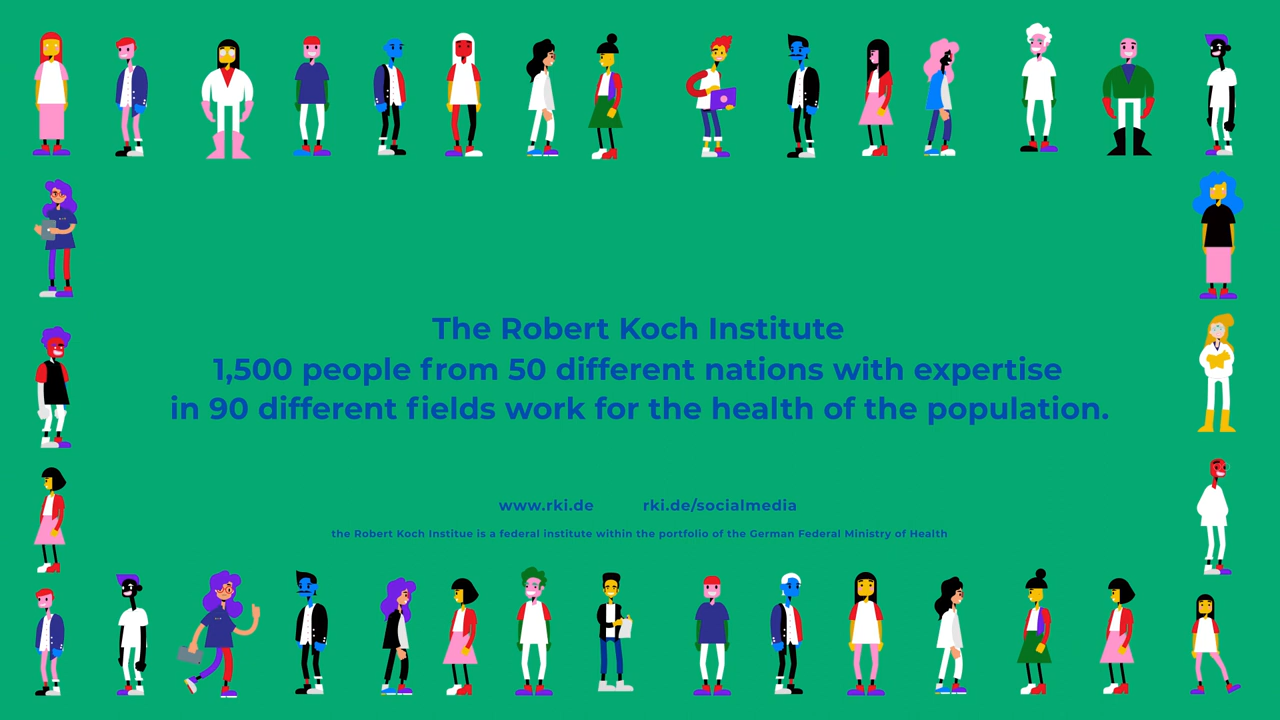 The Robert Koch Institute
1,500 people from 50 different nations with expertise
in 90 different fields work for the health of the population.
www.rki.de rki.de/socialmedia
the Robert Koch Institue is a federal institute within the portfolio of the German Federal Ministry of Health